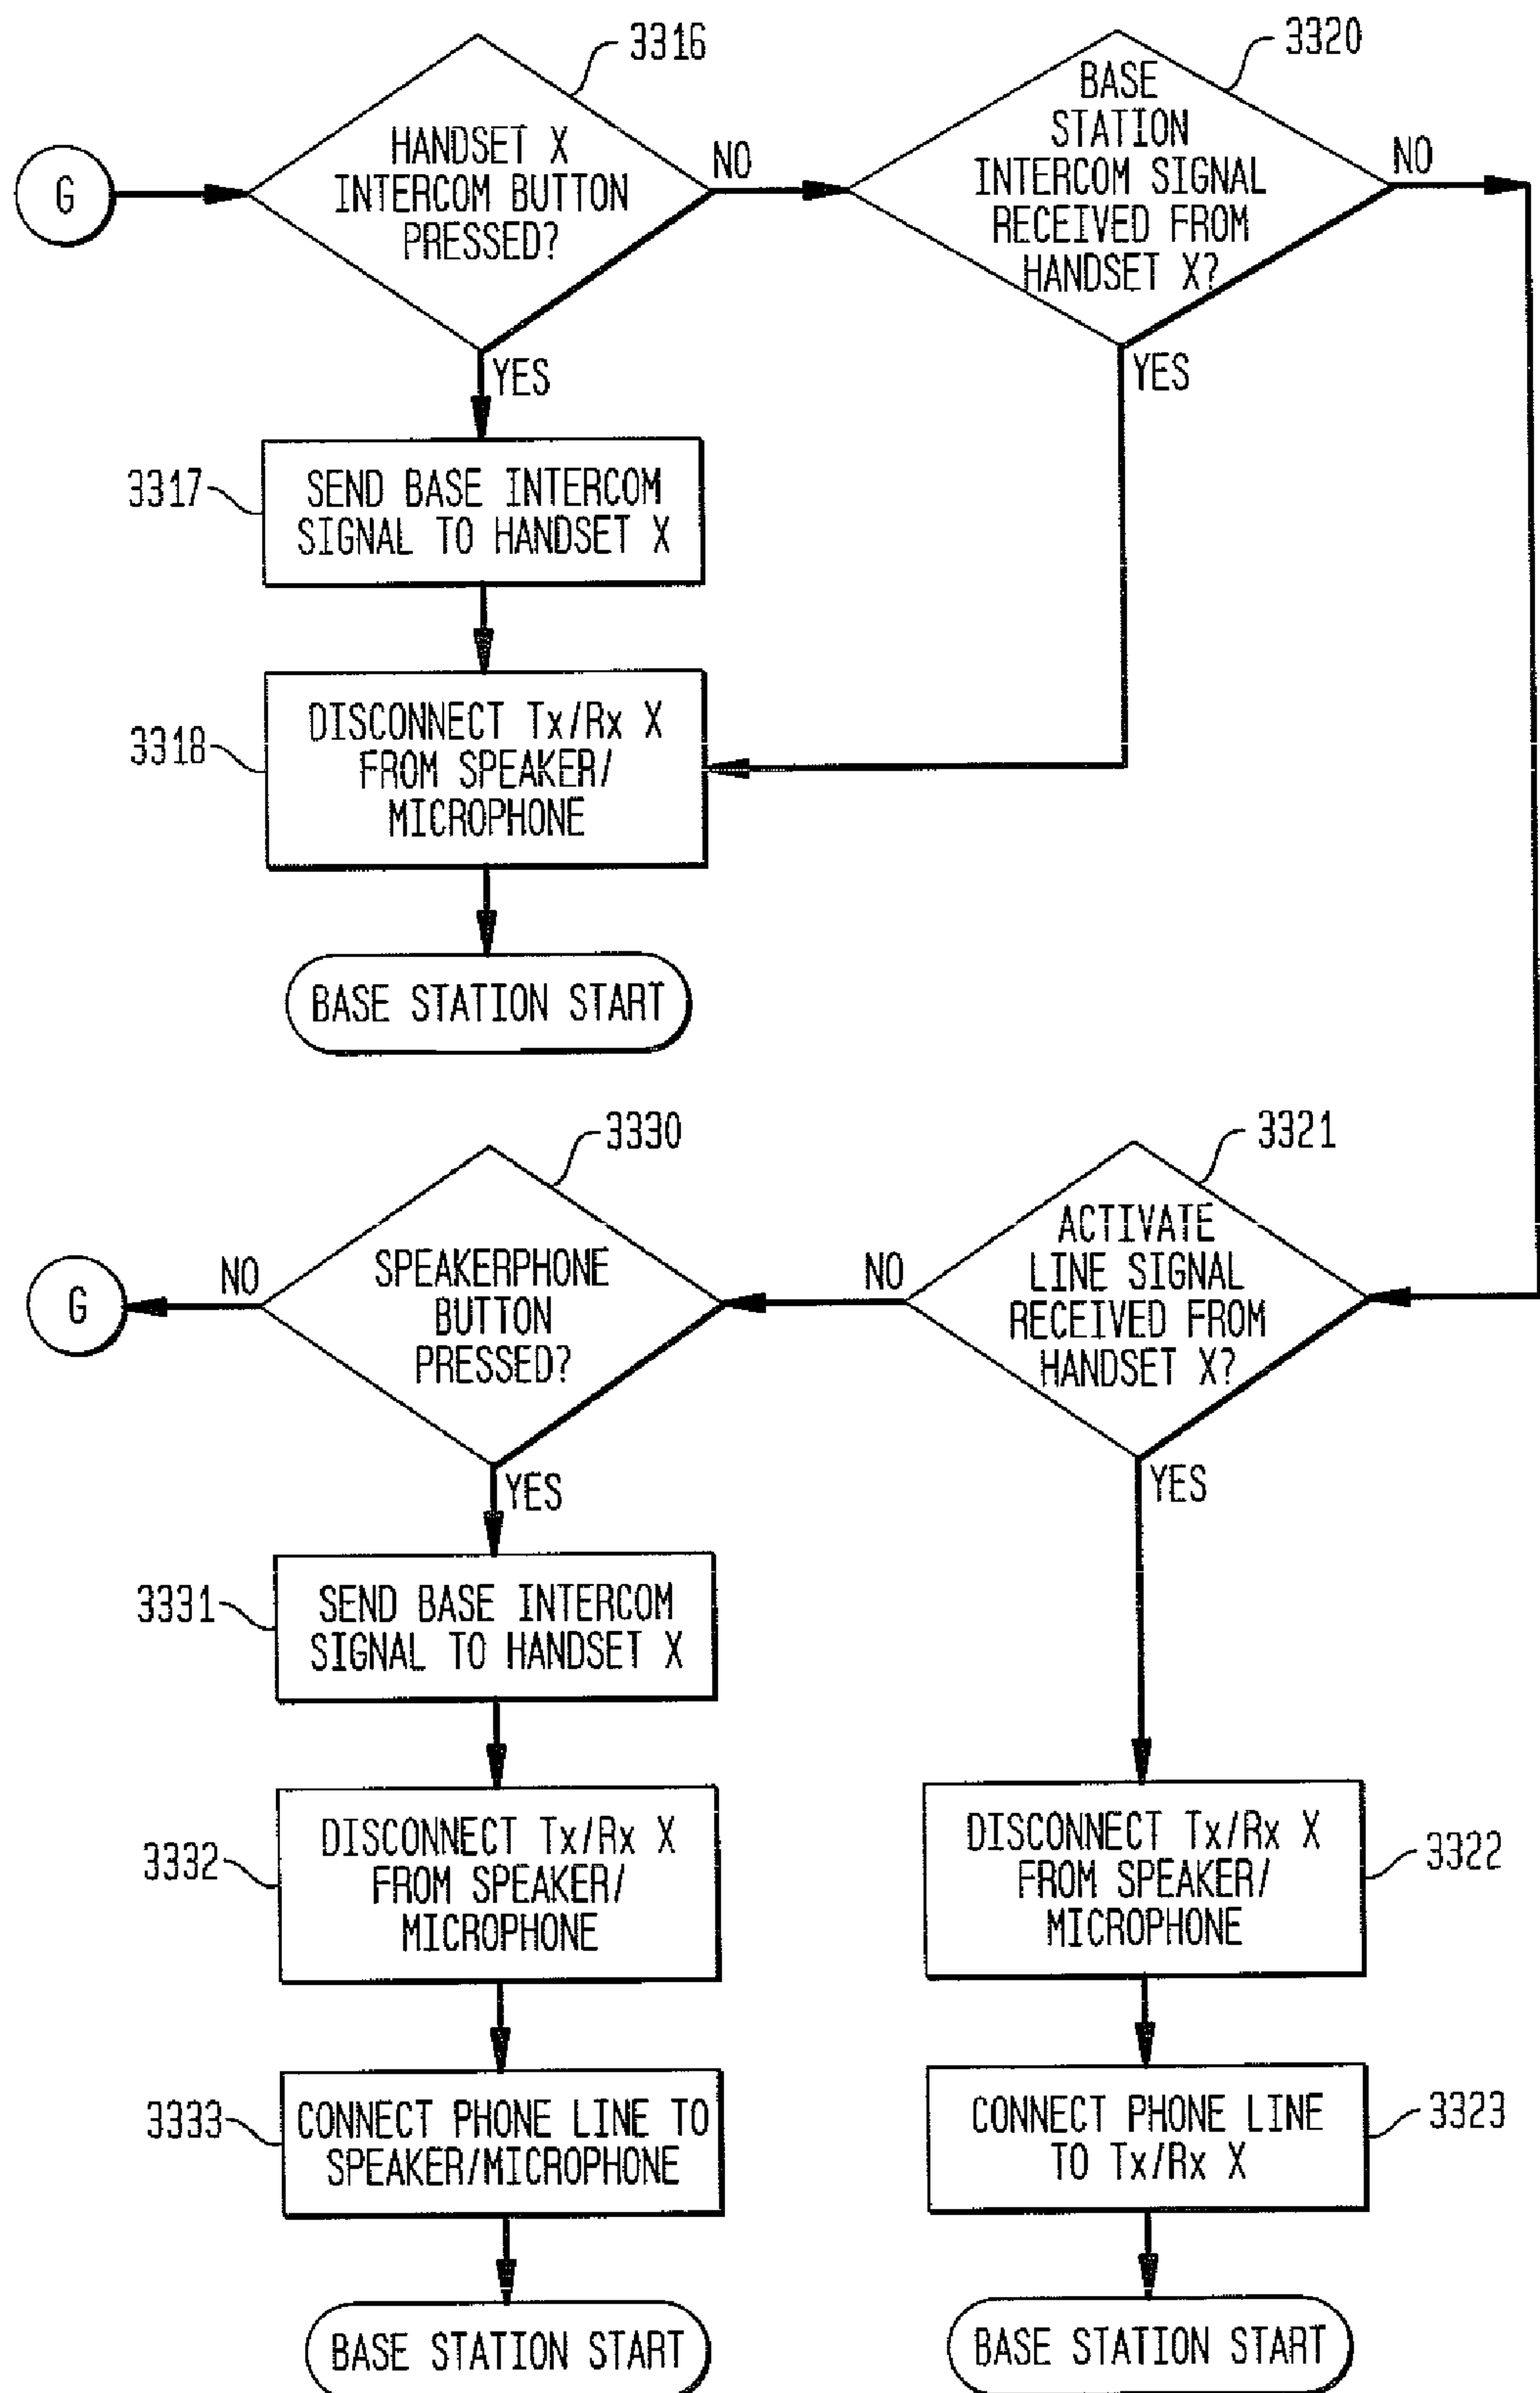 3316
3320
G
HANDSET X
INTERCOM BUTTON
PRESSED?
NO
BASE
STATION
INTERCOM SIGNAL
RECEIVED FROM
HANDSET X?
NO
YES
YES
3317
SEND BASE INTERCOM
SIGNAL TO HANDSET X
3318
DISCONNECT Tx/Rx X
FROM SPEAKER/
MICROPHONE
BASE STATION START
3330
3321
G
NO
SPEAKERPHONE
BUTTON
PRESSED?
NO
ACTIVATE
LINE SIGNAL
RECEIVED FROM
HANDSET X?
YES
YES
3331
SEND BASE INTERCOM
SIGNAL TO HANDSET X
3332
DISCONNECT Tx/Rx X
FROM SPEAKER/
MICROPHONE
DISCONNECT Tx/Rx X
FROM SPEAKER/
MICROPHONE
3322
3333
CONNECT PHONE LINE TO
SPEAKER/MICROPHONE
CONNECT PHONE LINE
TO Tx/Rx X
3323
BASE STATION START
BASE STATION START